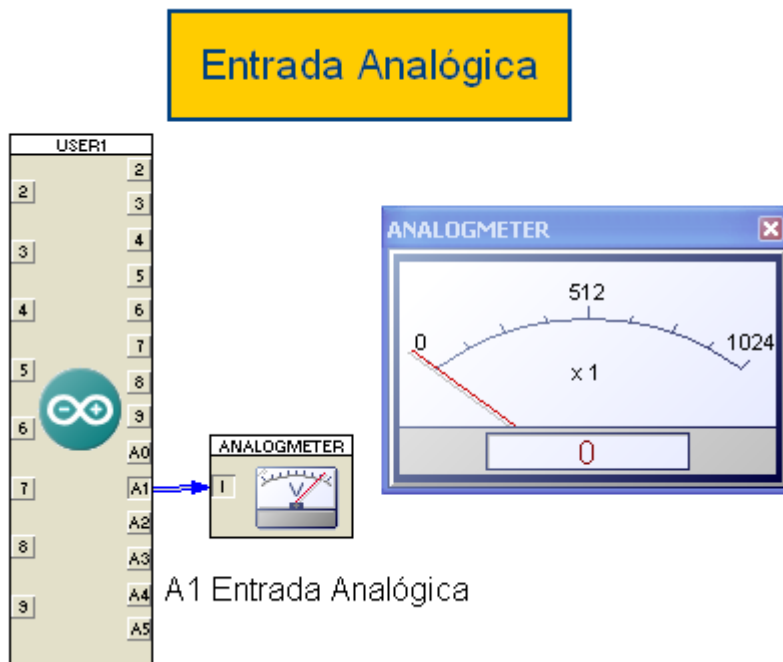 Entrada Analógica
USER1
2
3
4
5
6
7
8
9
2
3
4
5
6
7
8
9
A0
A1
A2
A3
A4
A5
ANALOGMETER
I
V
A1 Entrada Analógica
ANALOGMETER
0
512
1024
x 1
0